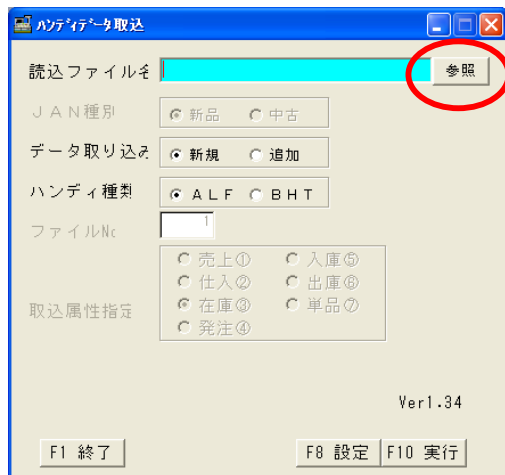 ﾊﾝﾃﾞｨﾃﾞｰﾀ取込
読込ファイル名 参照
ＪＡＮ種別 新品 中古
データ取り込み 新規 追加
ハンディ種類 ＡＬＦ ＢＨＴ
ファイルNo 1
取込属性指定
売上① 入庫⑤
仕入② 出庫⑥
在庫③ 単品⑦
発注④
Ver1.34
F1 終了 F8 設定 F10 実行